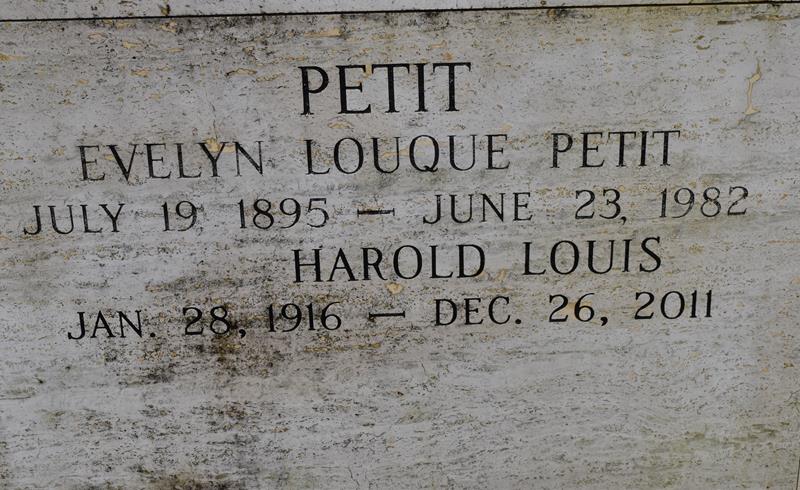 PETIT
EVELYN LOUQUE PETIT
JULY 19 1895 — JUNE 23, 1982
HAROLD LOUIS
JAN. 28, 1916 — DEC. 26, 2011